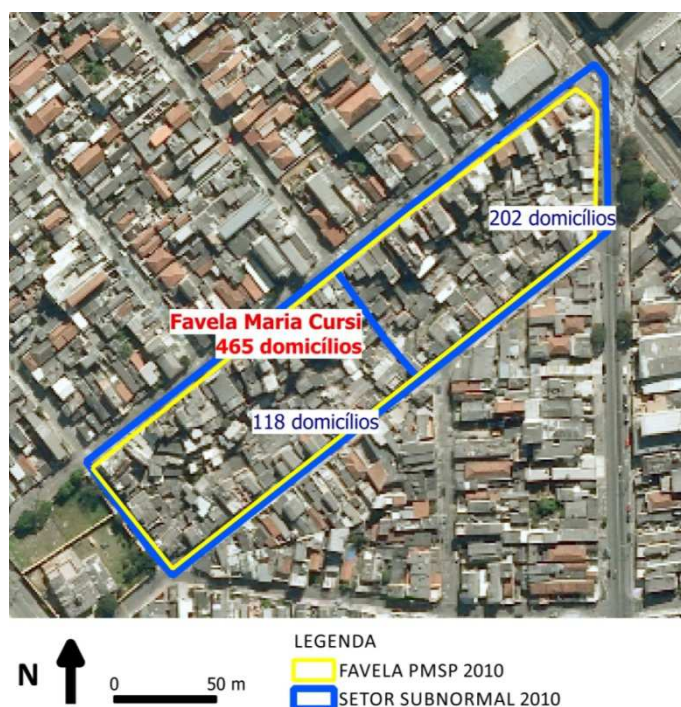 202 domicílios
Favela Maria Cursi
465 domicílios
118 domicílios
LEGENDA
N
0 50 m
FAVELA PMSP 2010
SETOR SUBNORMAL 2010